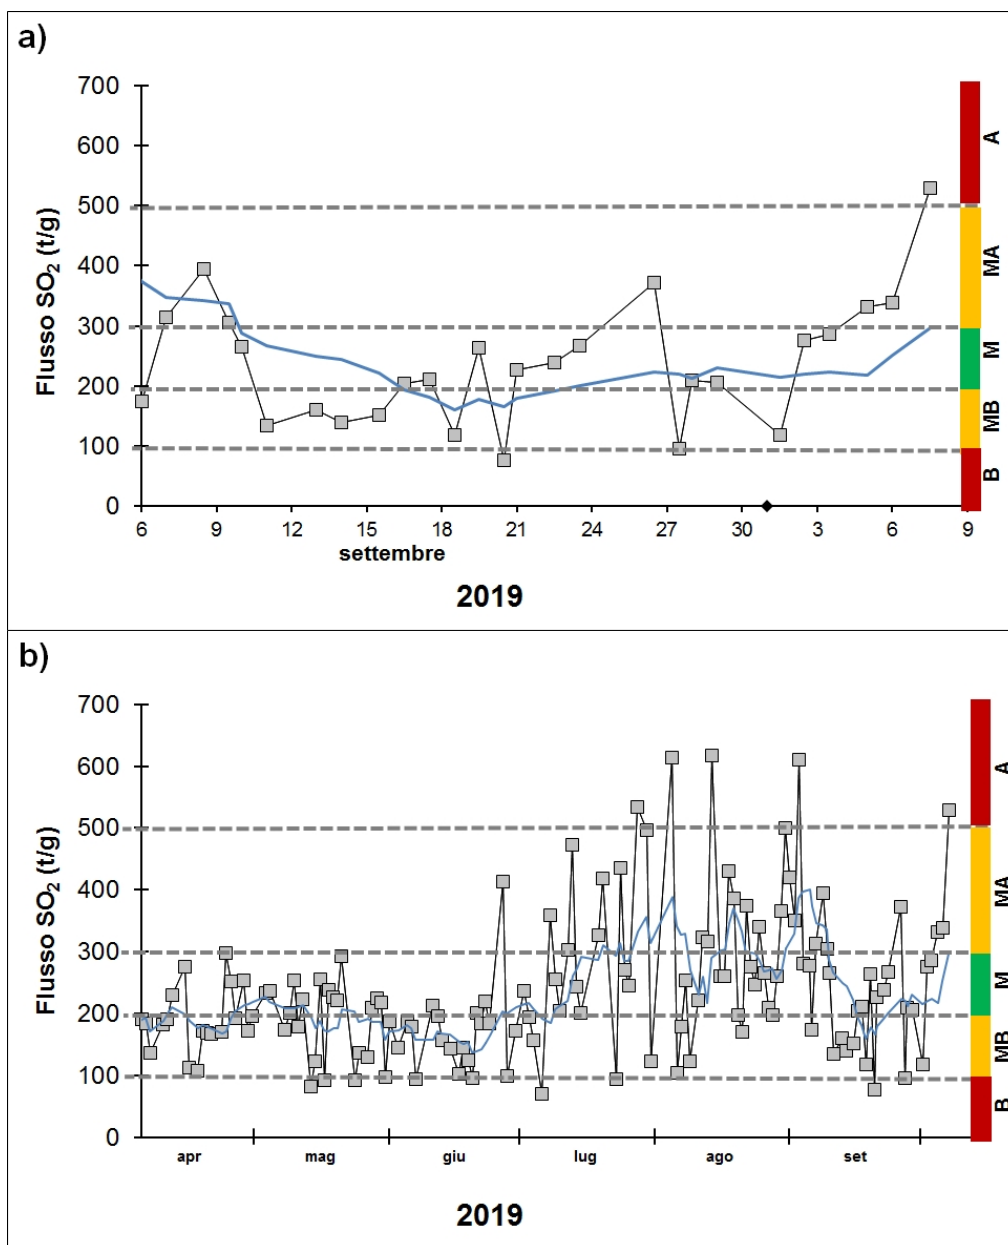 a)
700
600
500
400
300
200
100
0
Flusso SO2 (t/g)
A
MA
M
MB
B
6 9 12 15 18 21 24 27 30 3 6 9
settembre
2019
b)
700
600
500
400
300
200
100
0
Flusso SO2 (t/g)
A
MA
M
MB
B
apr mag giu lug ago set
2019